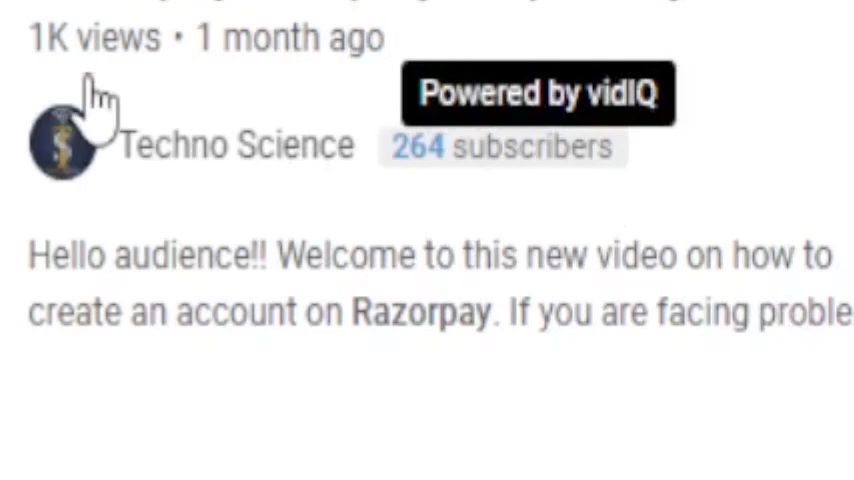 1K views • 1 month ago
Powered by vidIQ
Techno Science 264 subscribers
Hello audience!! Welcome to this new video on how to
create an account on Razorpay. If you are facing proble